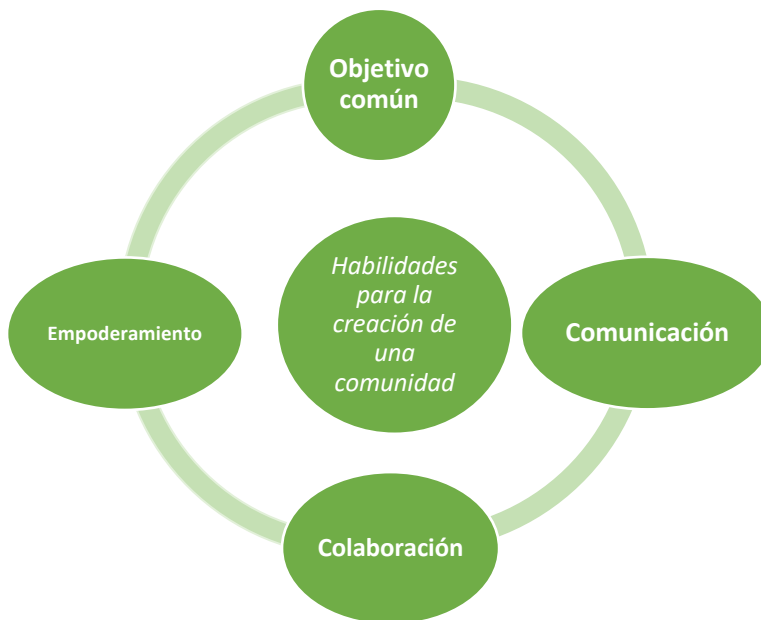 Objetivo
común
Habilidades
para la
creación de
una
comunidad
Empoderamiento
Comunicación
Colaboración